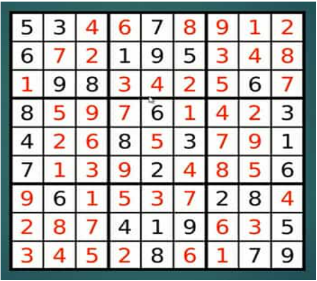 5 3 4 6 7 8 9 1 2
6 7 2 1 9 5 3 4 8
1 9 8 3 4 2 5 6 7
8 5 9 7 6 1 4 2 3
4 2 6 8 5 3 7 9 1
7 1 3 9 2 4 8 5 6
9 6 1 5 3 7 2 8 4
2 8 7 4 1 9 6 3 5
3 4 5 2 8 6 1 7 9